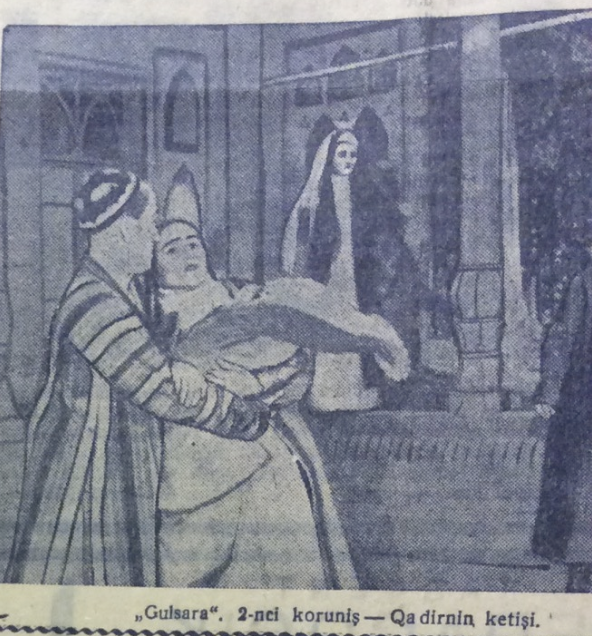 „Gulsara“. 2-nci koruniş — Qadirnin ketişi.